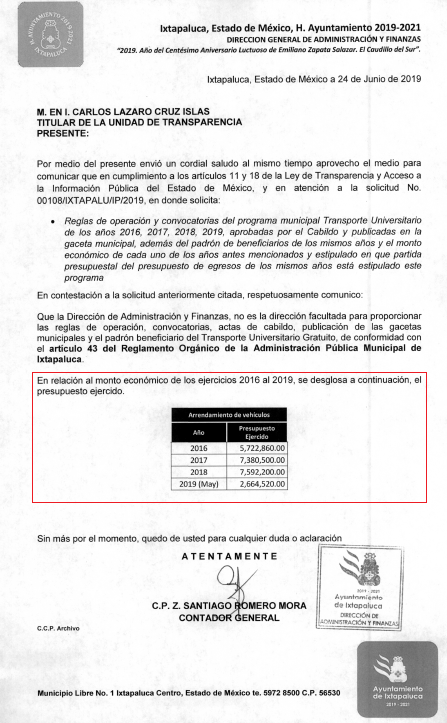 H. AYUNTAMIENTO 2019-2021
IXTAPALUCA
Ixtapaluca, Estado de México, H. Ayuntamiento 2019-2021
DIRECCION GENERAL DE ADMINISTRACIÓN Y FINANZAS
"2019. Año del Centésimo Aniversario Luctuoso de Emiliano Zapata Salazar. El Caudillo del Sur".
Ixtapaluca, Estado de México a 24 de Junio de 2019
M. EN I. CARLOS LAZARO CRUZ ISLAS
TITULAR DE LA UNIDAD DE TRANSPARENCIA
PRESENTE:
Por medio del presente envió un cordial saludo al mismo tiempo aprovecho el medio para
comunicar que en cumplimiento a los artículos 11 y 18 de la Ley de Transparencia y Acceso a
la Información Pública del Estado de México, y en atención a la solicitud No.
00108/IXTAPALU/IP/2019, en donde solicita:
• Reglas de operación y convocatorias del programa municipal Transporte Universitario
de los años 2016, 2017, 2018, 2019, aprobadas por el Cabildo y publicadas en la
gaceta municipal, además del padrón de beneficiarios de los mismos años y el monto
económico de cada uno de los años antes mencionados y estipulado en que partida
presupuestal del presupuesto de egresos de los mismos años está estipulado este
programa
En contestación a la solicitud anteriormente citada, respetuosamente comunico:
Que la Dirección de Administración y Finanzas, no es la dirección facultada para proporcionar
las reglas de operación, convocatorias, actas de cabildo, publicación de las gacetas
municipales y el padrón beneficiario del Transporte Universitario Gratuito, de conformidad con
el artículo 43 del Reglamento Orgánico de la Administración Pública Municipal de
Ixtapaluca.
En relación al monto económico de los ejercicios 2016 al 2019, se desglosa a continuación, el
presupuesto ejercido.
Arrendamiento de vehículos
Año Presupuesto Ejercido
2016 5,722,860.00
2017 7,380,500.00
2018 7,592,200.00
2019 (May) 2,664,520.00
Sin más por el momento, quedo de usted para cualquier duda o aclaración
ATENTAMENTE
C.P. Z. SANTIAGO ROMERO MORA
CONTADOR GENERAL
2019 - 2021
Ayuntamiento
de Ixtapaluca
DIRECCIÓN DE
ADMINISTRACIÓN Y FINANZAS
C.C.P. Archivo
Municipio Libre No. 1 Ixtapaluca Centro, Estado de México te. 5972 8500 C.P. 56530
Ayuntamiento
de Ixtapaluca
2019 - 2021